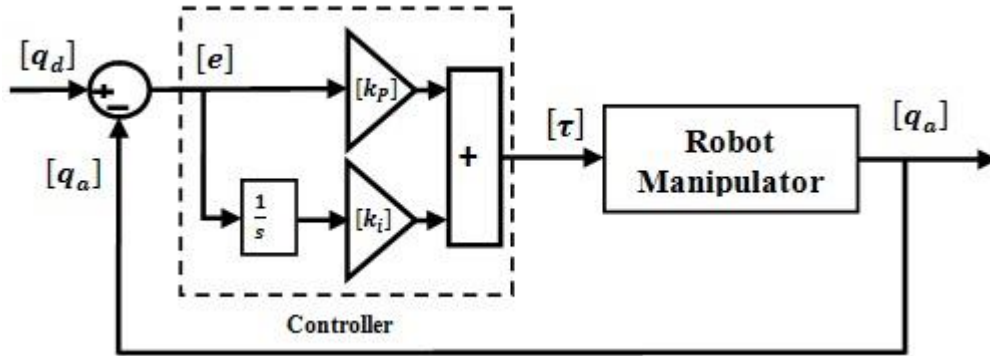 [q_d]
+
−
[e]
[k_P]
[τ]
Robot
Manipulator
[q_a]
[q_a]
1
s
[k_i]
+
Controller